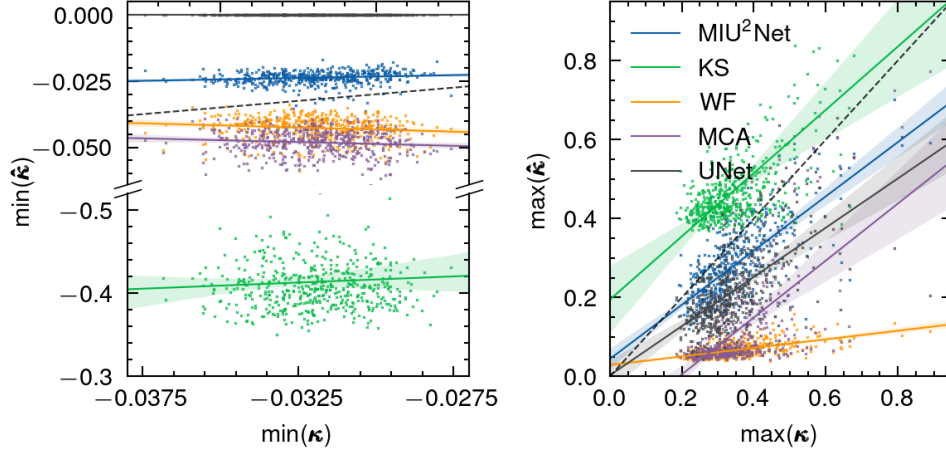 0.000
−0.025
−0.050
−0.5
−0.4
−0.3
min(κ̂)
−0.0375
−0.0325
−0.0275
min(κ)
0.8
0.6
0.4
0.2
0.0
max(κ̂)
MIU²Net
KS
WF
MCA
UNet
0.0
0.2
0.4
0.6
0.8
max(κ)